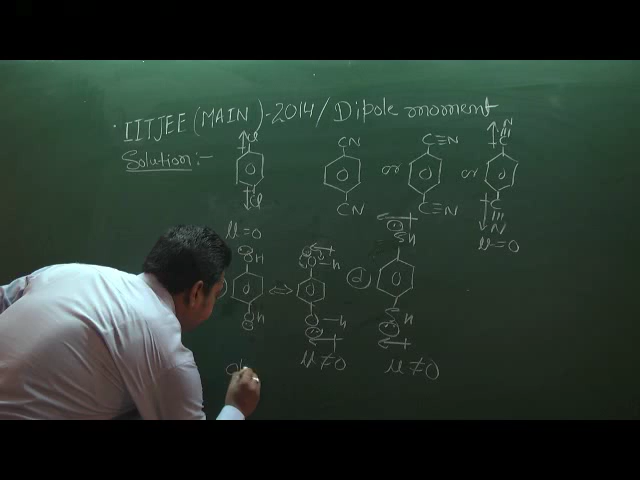 IITJEE (MAIN)-2014/ Dipole moment
Solution:-
Cl
Cl
μ=0
CN
CN
or
C≡N
C≡N
or
N
C
C
N
μ=0
OH
OH
⇔
O-H
O-H
μ≠0
d)
SH
SH
μ≠0